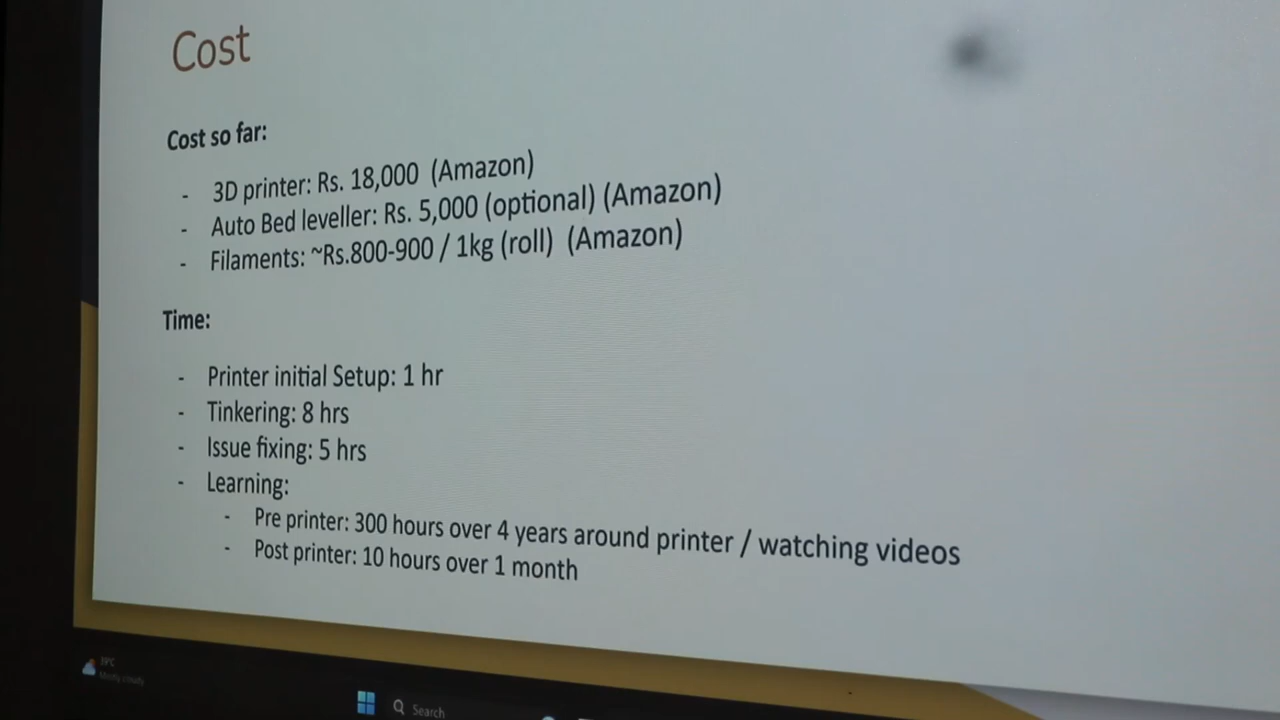 Cost
Cost so far:
- 3D printer: Rs. 18,000 (Amazon)
- Auto Bed leveller: Rs. 5,000 (optional) (Amazon)
- Filaments: ~Rs.800-900 / 1kg (roll) (Amazon)
Time:
- Printer initial Setup: 1 hr
- Tinkering: 8 hrs
- Issue fixing: 5 hrs
- Learning:
- Pre printer: 300 hours over 4 years around printer / watching videos
- Post printer: 10 hours over 1 month
Mostly cloudy
Search